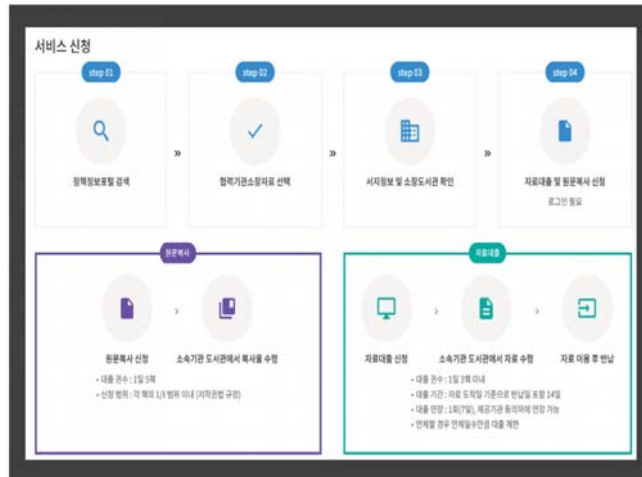 서비스 신청
step 01
step 02
step 03
step 04
»
»
»
정책정보포털 검색
협력기관소장자료 선택
서지정보 및 소장도서관 확인
자료대출 및 원문복사 신청
로그인 필요
원문복사
›
원문복사 신청
소속기관 도서관에서 복사물 수령
• 대출 권수 : 1일 5책
• 신청 범위 : 각 책의 1/3 범위 이내 (저작권법 규정)
자료대출
›
›
자료대출 신청
소속기관 도서관에서 자료 수령
자료 이용 후 반납
• 대출 권수 : 1일 3책 이내
• 대출 기간 : 자료 도착일 기준으로 반납일 포함 14일
• 대출 연장 : 1회(7일), 제공기관 동의하에 연장 가능
• 연체할 경우 연체일수만큼 대출 제한